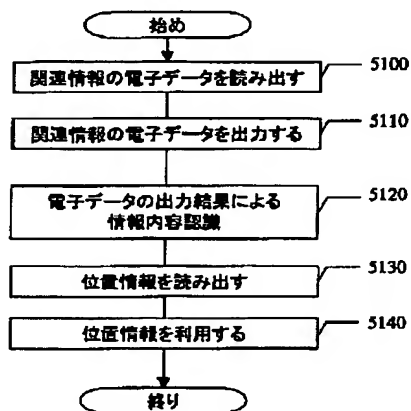 始め
関連情報の電子データを読み出す
5100
関連情報の電子データを出力する
5110
電子データの出力結果による
情報内容認識
5120
位置情報を読み出す
5130
位置情報を利用する
5140
終り